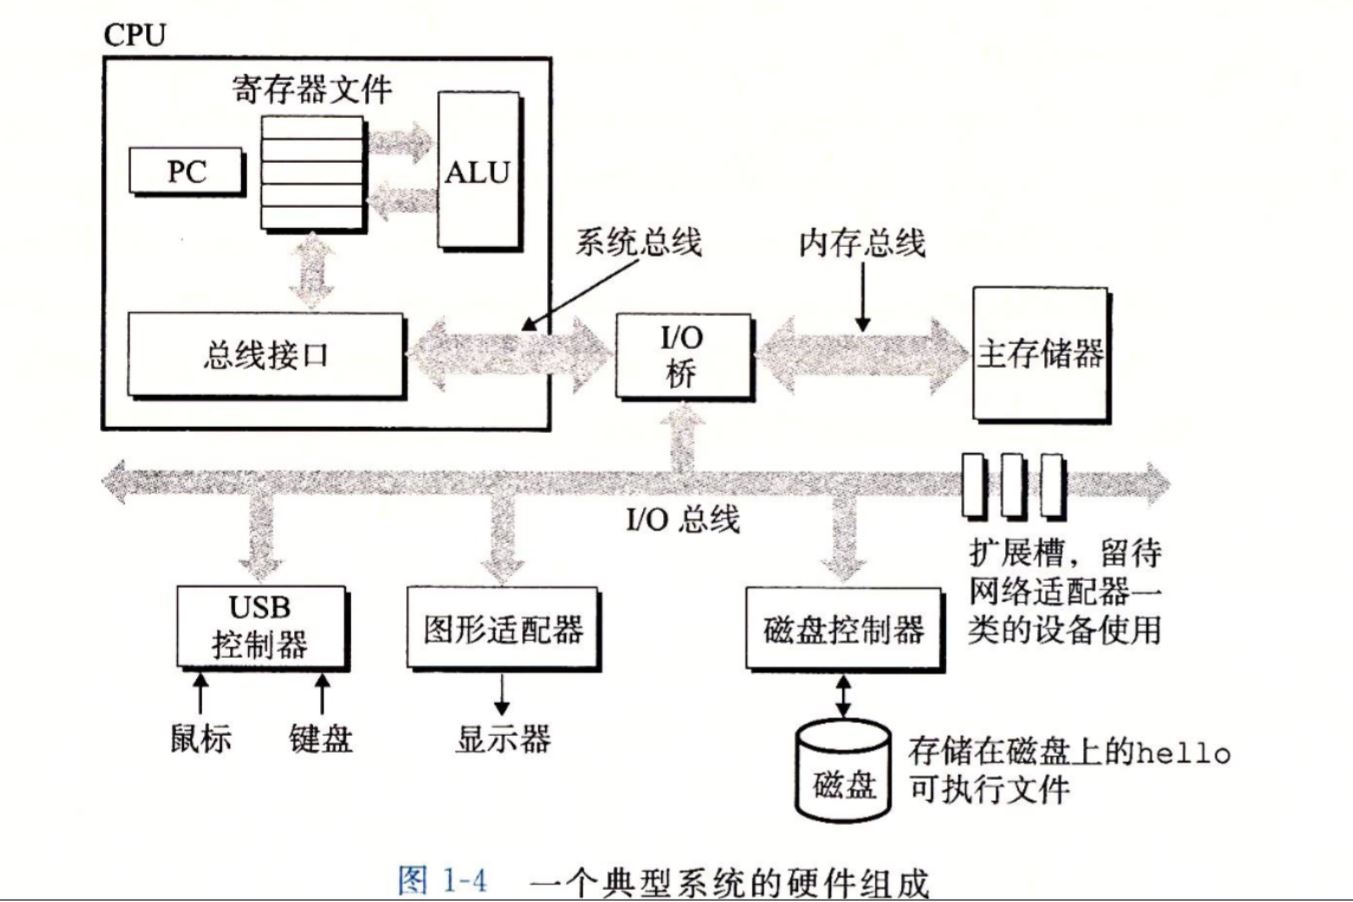 CPU
寄存器文件
PC
ALU
系统总线
内存总线
总线接口
I/O
桥
主存储器
I/O 总线
扩展槽，留待
网络适配器一
类的设备使用
USB
控制器
图形适配器
磁盘控制器
鼠标
键盘
显示器
磁盘
存储在磁盘上的hello
可执行文件
图 1-4 一个典型系统的硬件组成